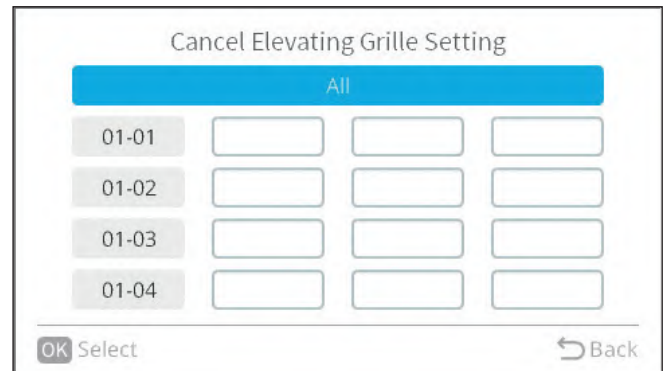 Cancel Elevating Grille Setting
All
01-01
01-02
01-03
01-04
OK Select
Back